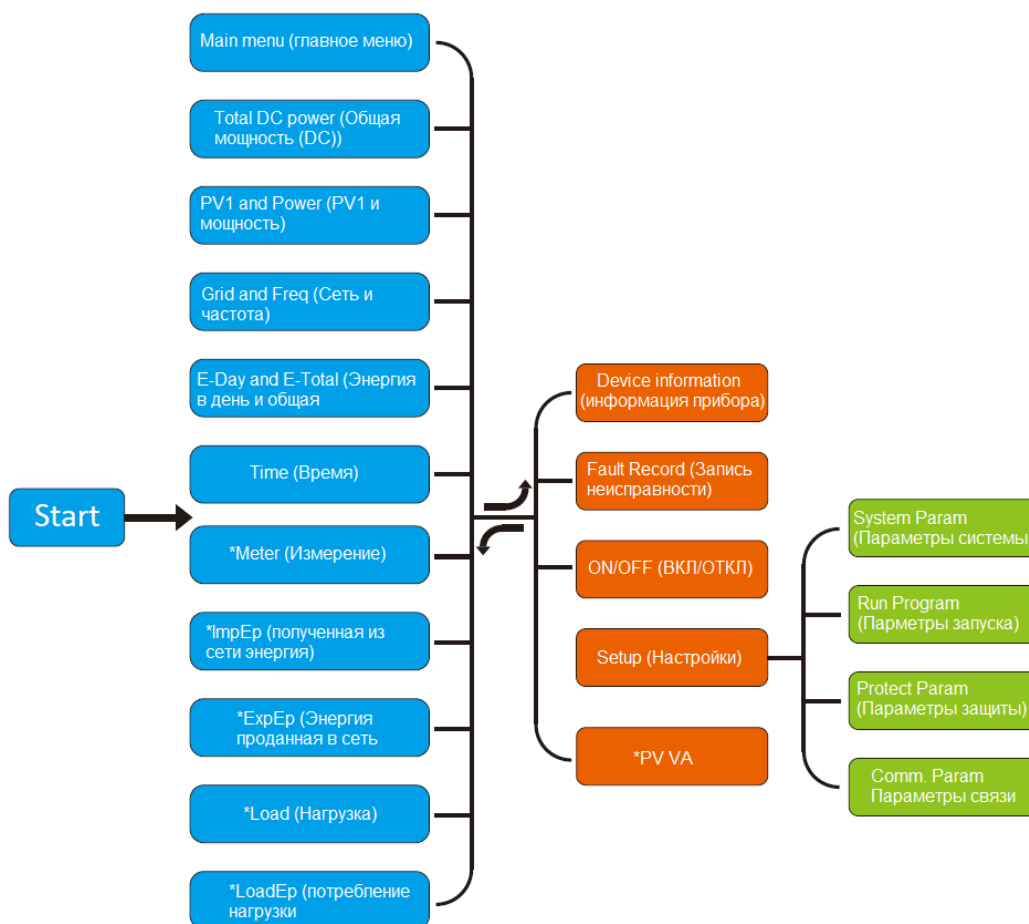 Main menu (главное меню)
Total DC power (Общая
мощность (DC))
PV1 and Power (PV1 и
мощность)
Grid and Freq (Сеть и
частота)
E-Day and E-Total (Энергия
в день и общая
Time (Время)
Start
*Meter (Измерение)
*ImpEp (полученная из
сети энергия)
*ExpEp (Энергия
проданная в сеть
*Load (Нагрузка)
*LoadEp (потребление
нагрузки
Device information
(информация прибора)
Fault Record (Запись
неисправности)
ON/OFF (ВКЛ/ОТКЛ)
Setup (Настройки)
*PV VA
System Param
(Параметры системы
Run Program
(Парметры запуска)
Protect Param
(Параметры защиты)
Comm. Param
Параметры связи